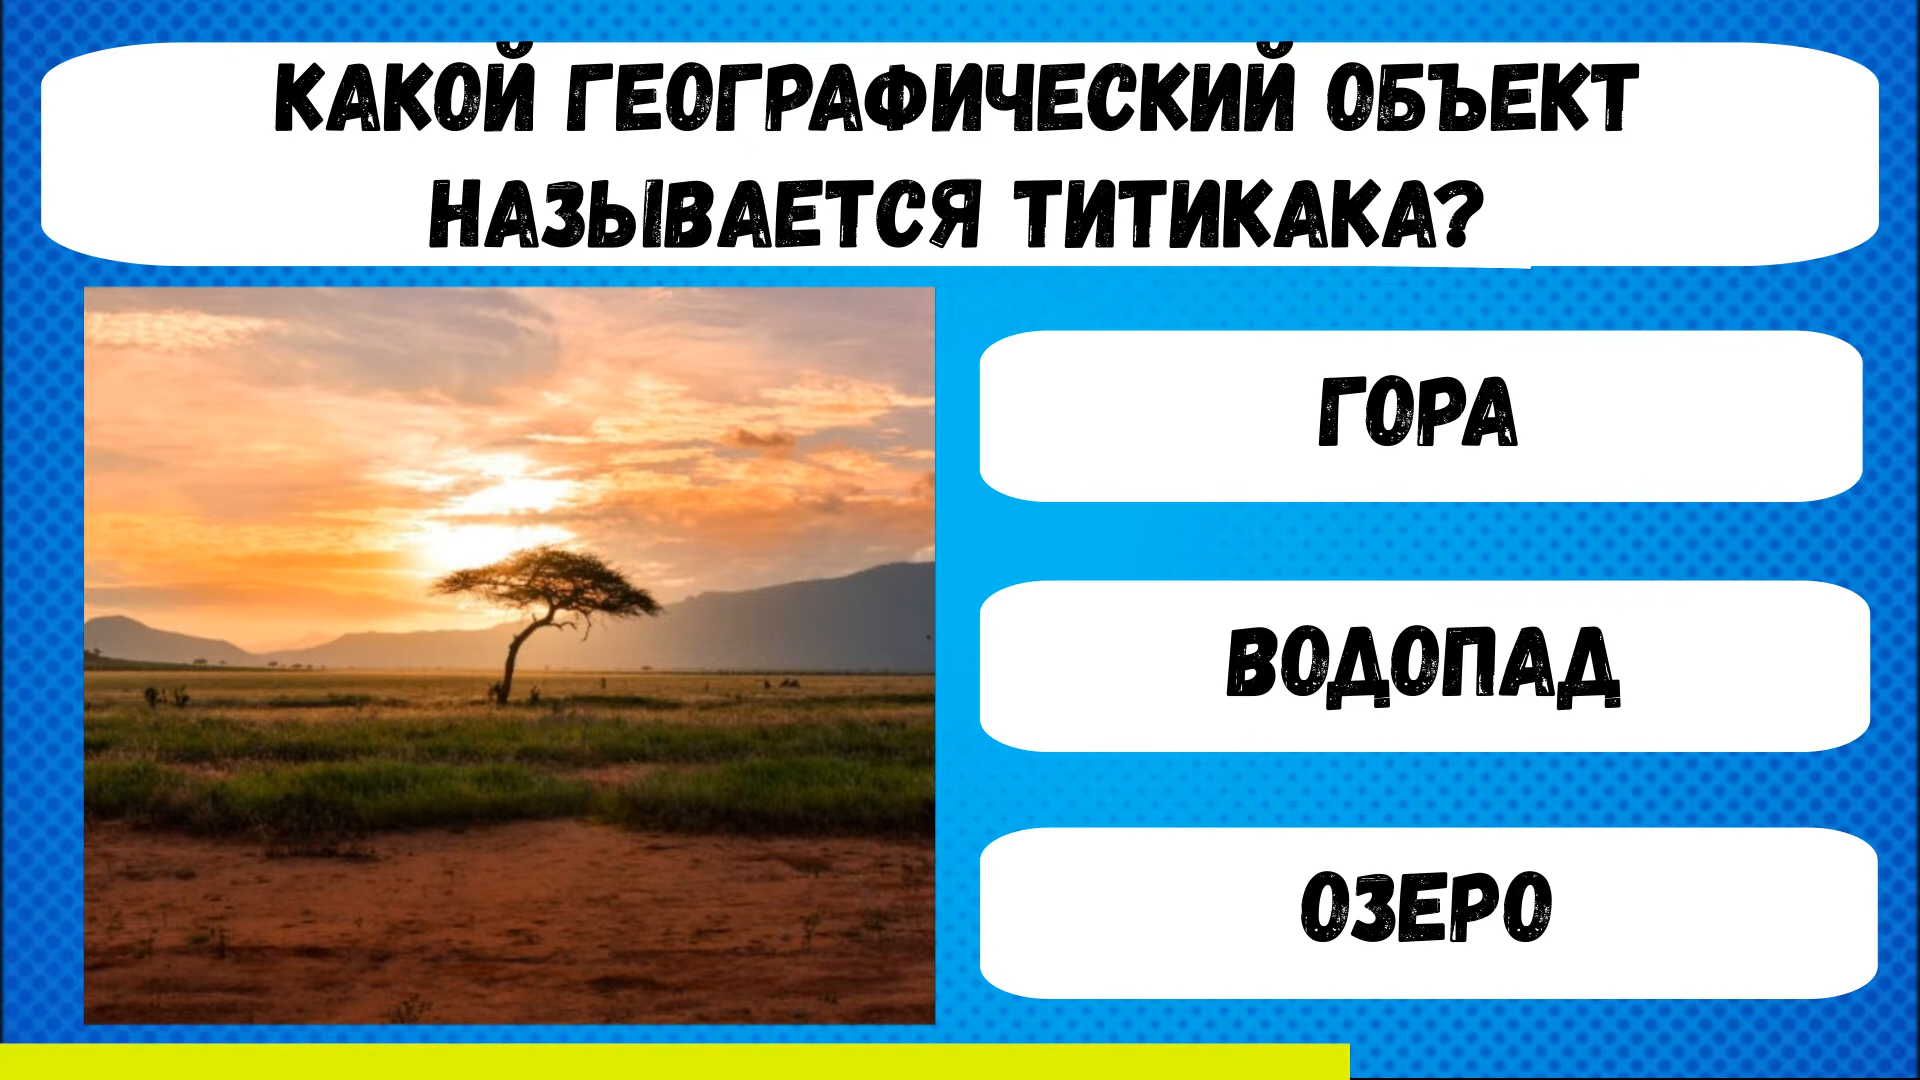 КАКОЙ ГЕОГРАФИЧЕСКИЙ ОБЪЕКТ
НАЗЫВАЕТСЯ ТИТИКАКА?
ГОРА
ВОДОПАД
ОЗЕРО